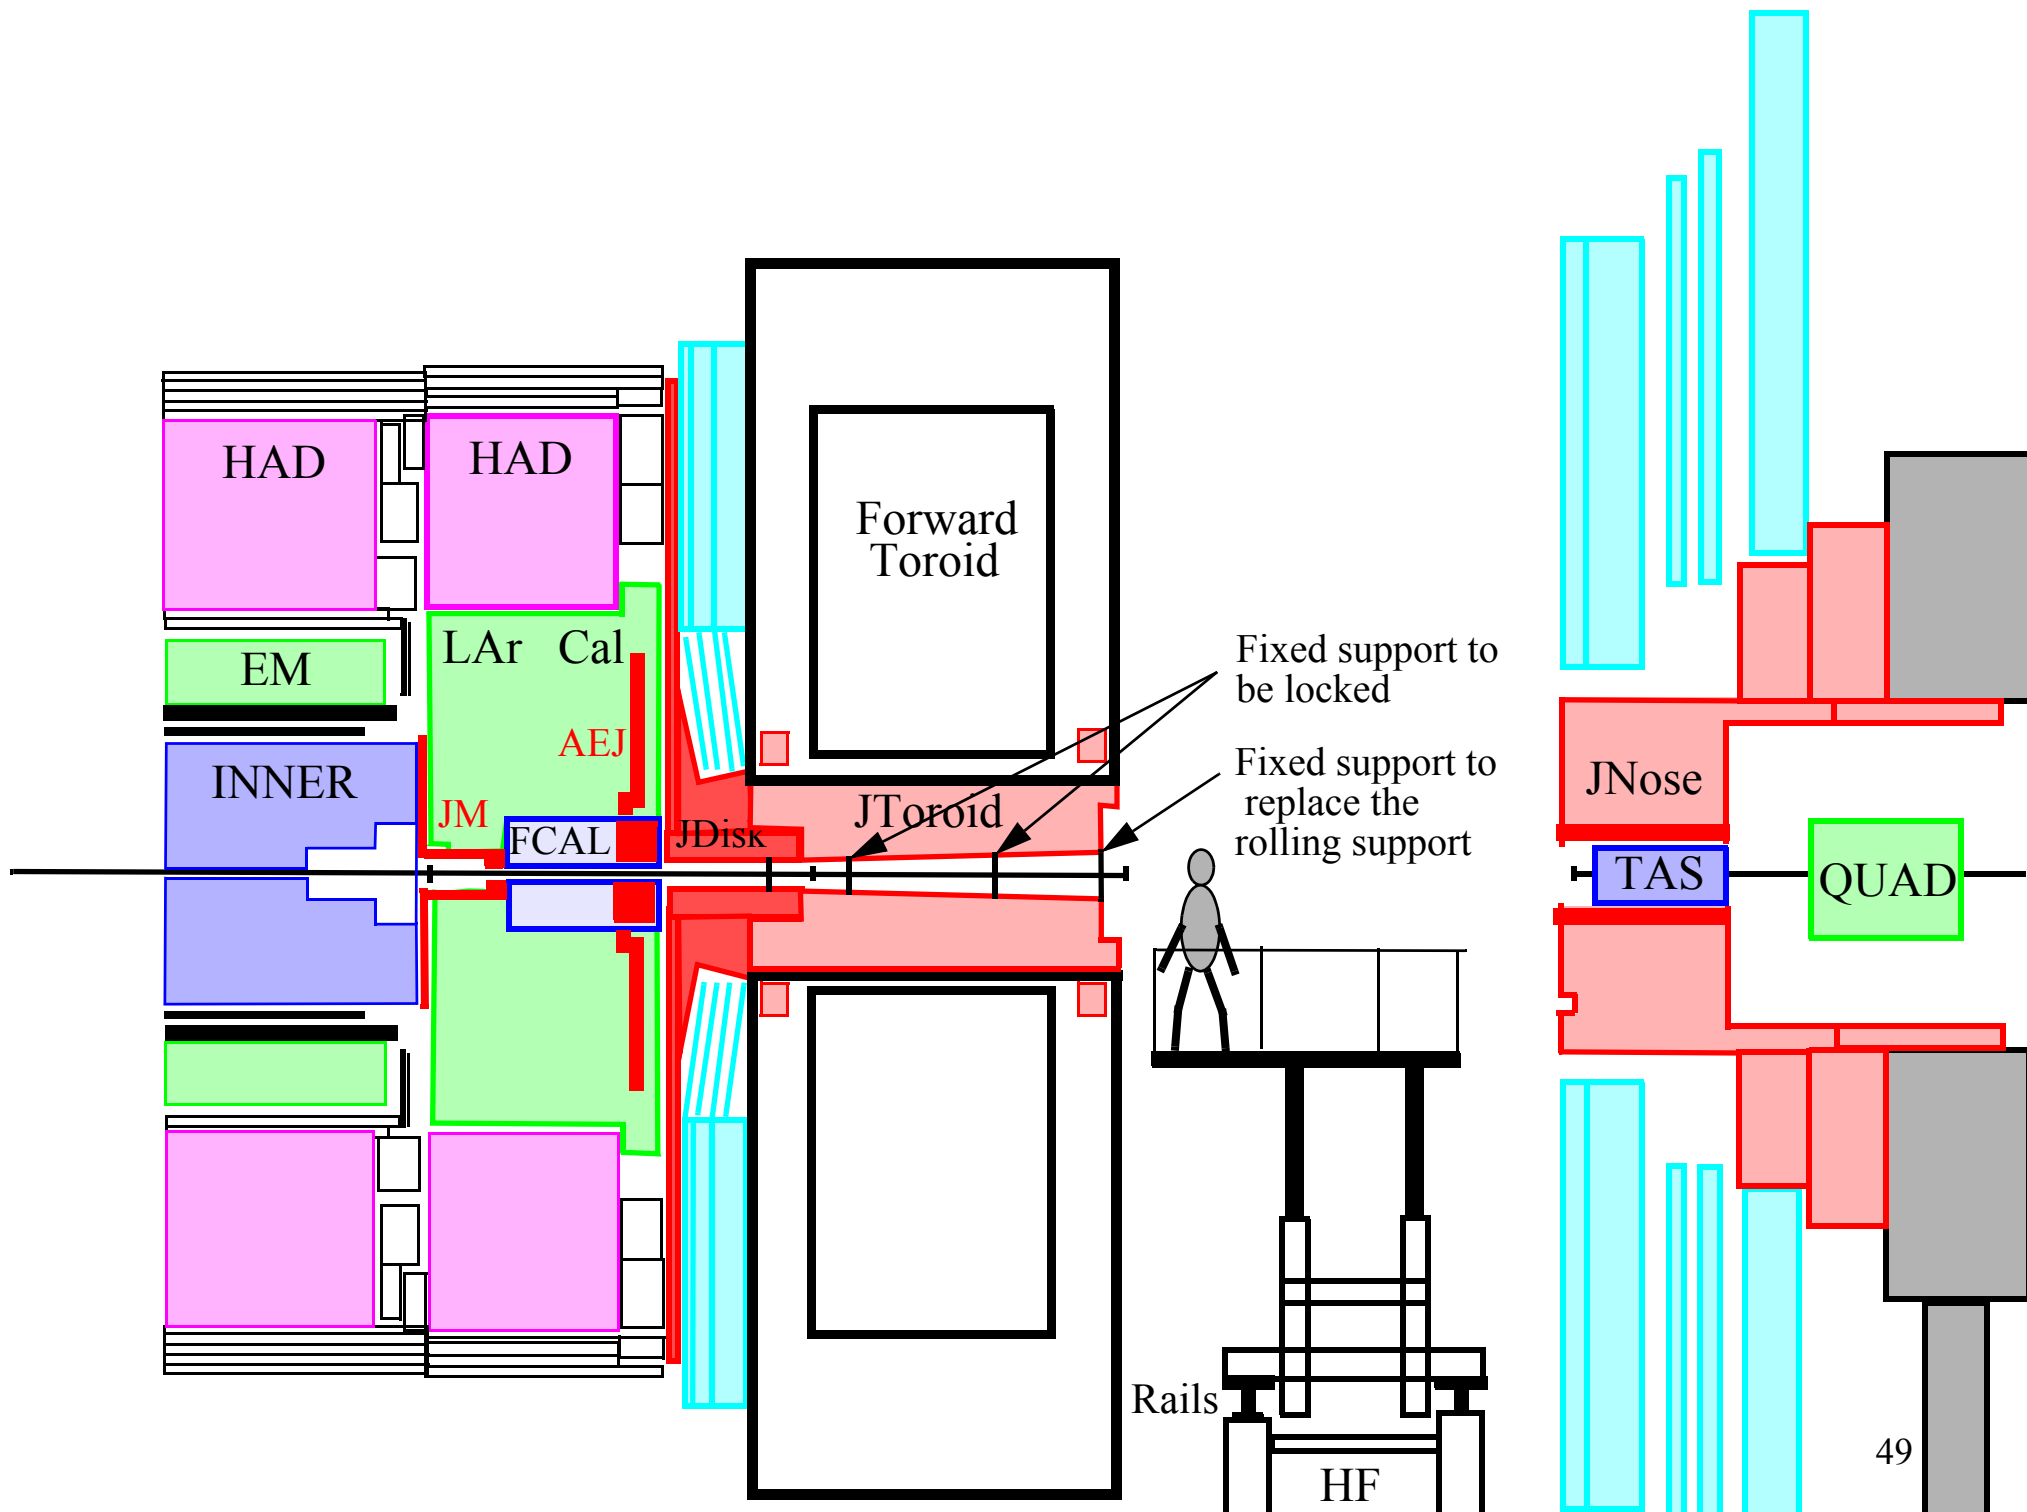 HAD
HAD
Forward
Toroid
LAr Cal
EM
Fixed support to
be locked
AEJ
INNER
JM
FCAL
JDisk
JToroid
Fixed support to
replace the
rolling support
JNose
TAS
QUAD
Rails
HF
49